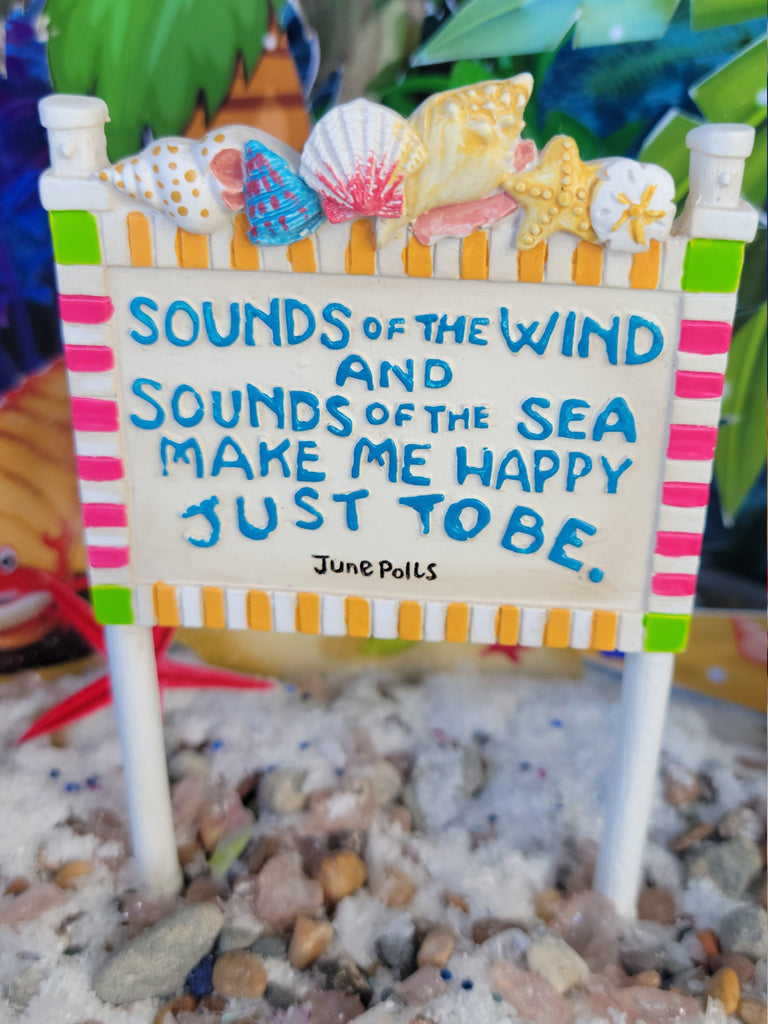 SOUNDS OF THE WIND
AND
SOUNDS OF THE SEA
MAKE ME HAPPY
JUST TO BE.
June Polls